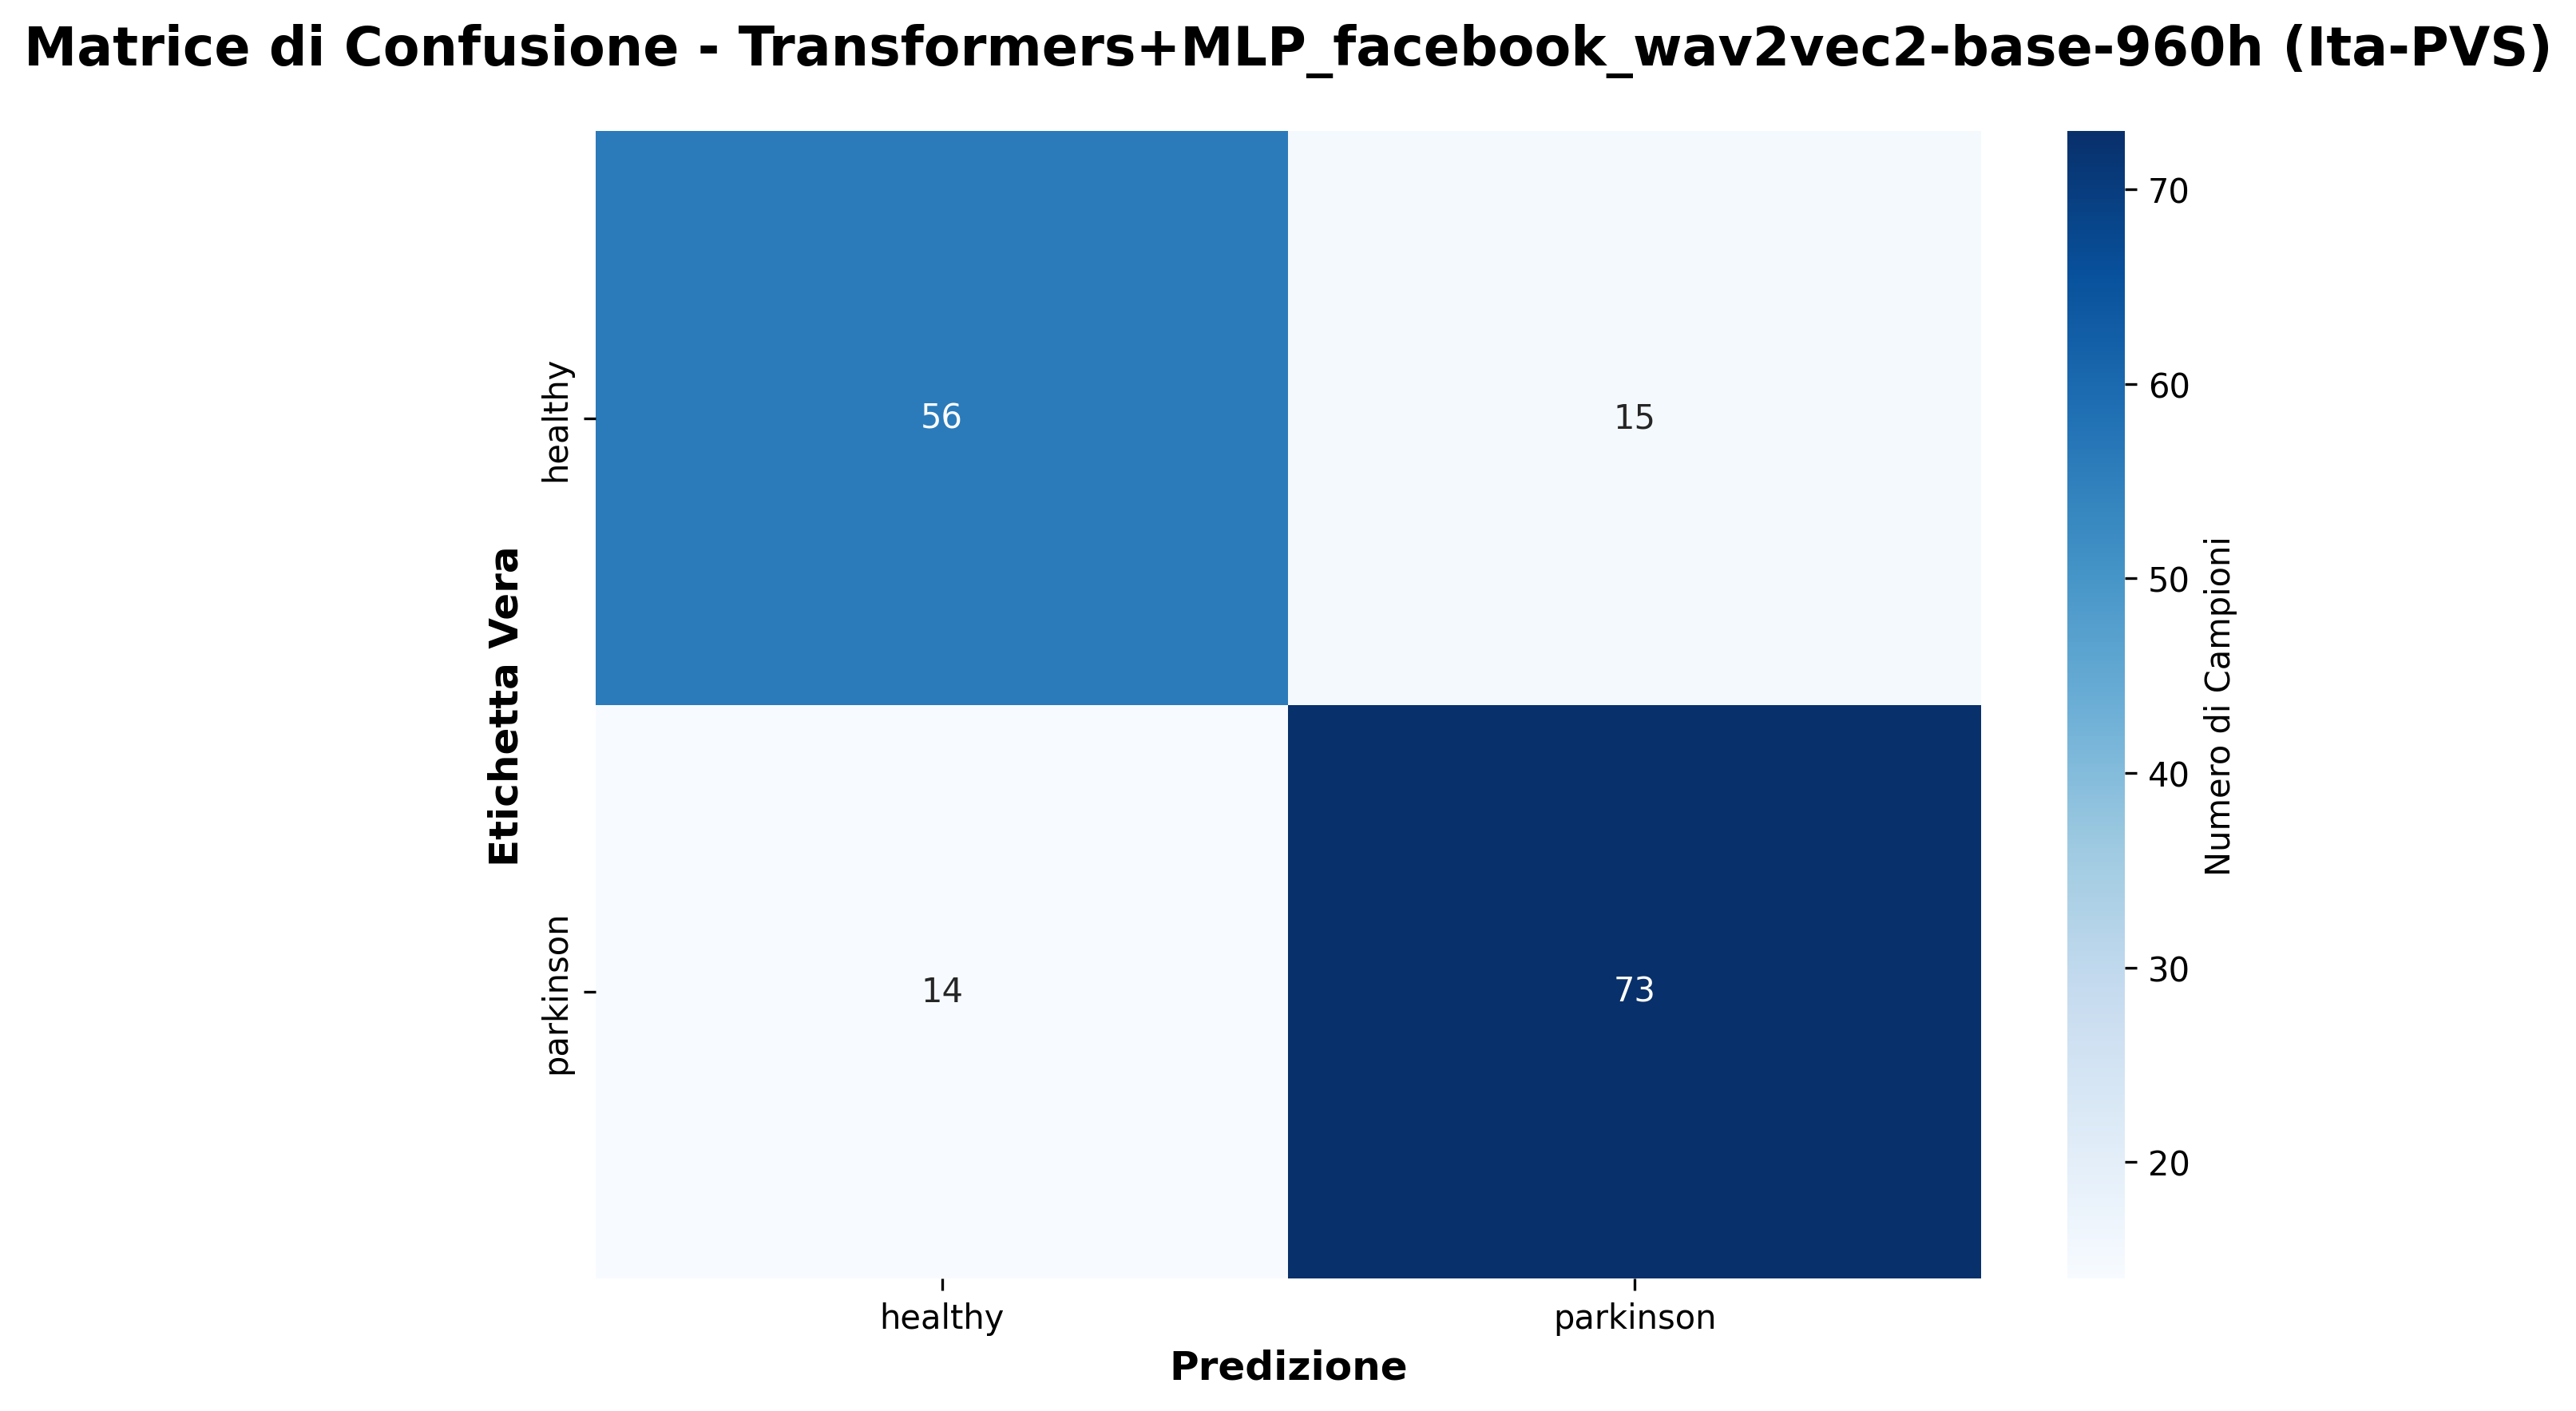 Matrice di Confusione - Transformers+MLP_facebook_wav2vec2-base-960h (Ita-PVS)
Etichetta Vera
healthy
56
15
parkinson
14
73
healthy
parkinson
Predizione
70
60
50
40
30
20
Numero di Campioni